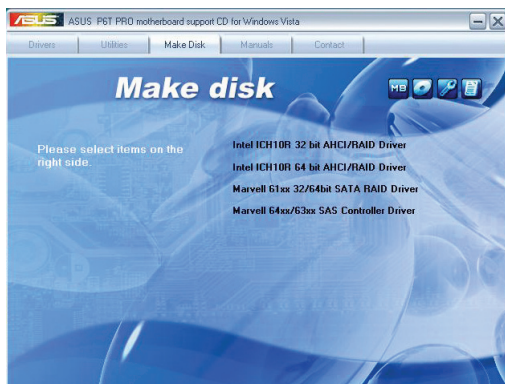 ASUS ASUS P6T PRO motherboard support CD for Windows Vista
Drivers Utilities Make Disk Manuals Contact
Make disk
MB
Please select items on the
right side.
Intel ICH10R 32 bit AHCI/RAID Driver
Intel ICH10R 64 bit AHCI/RAID Driver
Marvell 61xx 32/64bit SATA RAID Driver
Marvell 64xx/63xx SAS Controller Driver